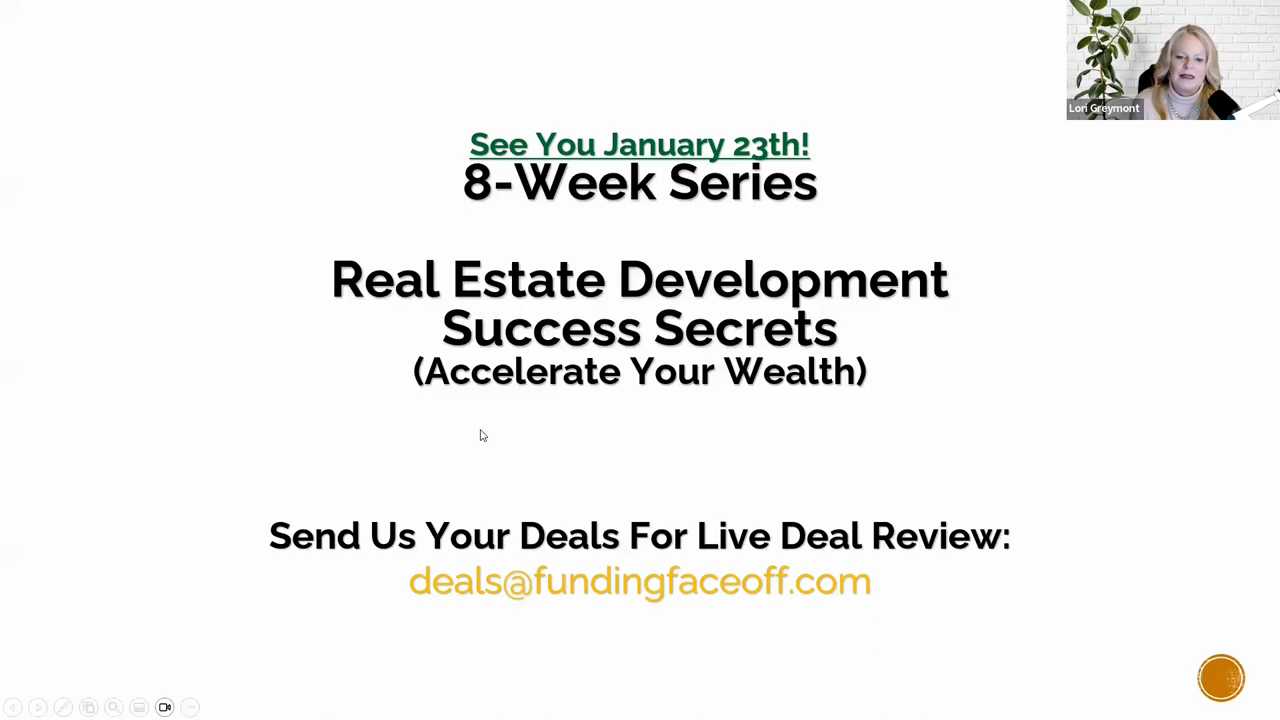 Lori Greymont
See You January 23th!
8-Week Series
Real Estate Development
Success Secrets
(Accelerate Your Wealth)
Send Us Your Deals For Live Deal Review:
deals@fundingfaceoff.com